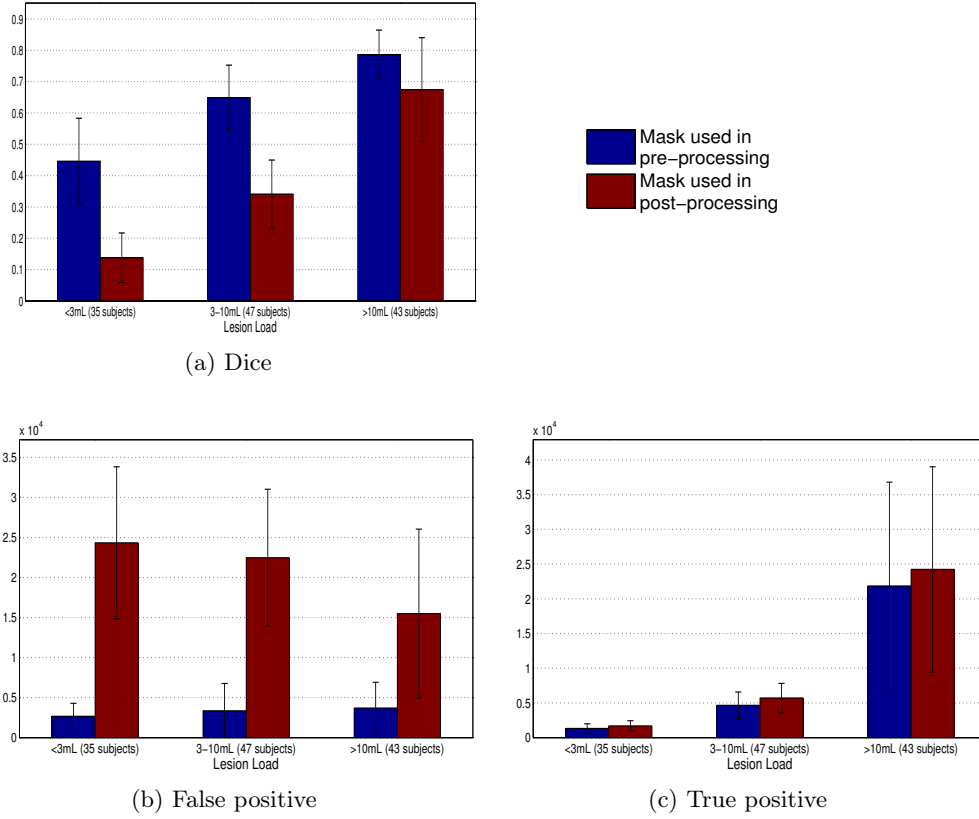 0.9
0.8
0.7
0.6
0.5
0.4
0.3
0.2
0.1
0
<3mL (35 subjects) 3−10mL (47 subjects) >10mL (43 subjects)
Lesion Load
(a) Dice
Mask used in
pre−processing
Mask used in
post−processing
x 10^4
3.5
3
2.5
2
1.5
1
0.5
0
<3mL (35 subjects) 3−10mL (47 subjects) >10mL (43 subjects)
Lesion Load
(b) False positive
x 10^4
4
3.5
3
2.5
2
1.5
1
0.5
0
<3mL (35 subjects) 3−10mL (47 subjects) >10mL (43 subjects)
Lesion Load
(c) True positive